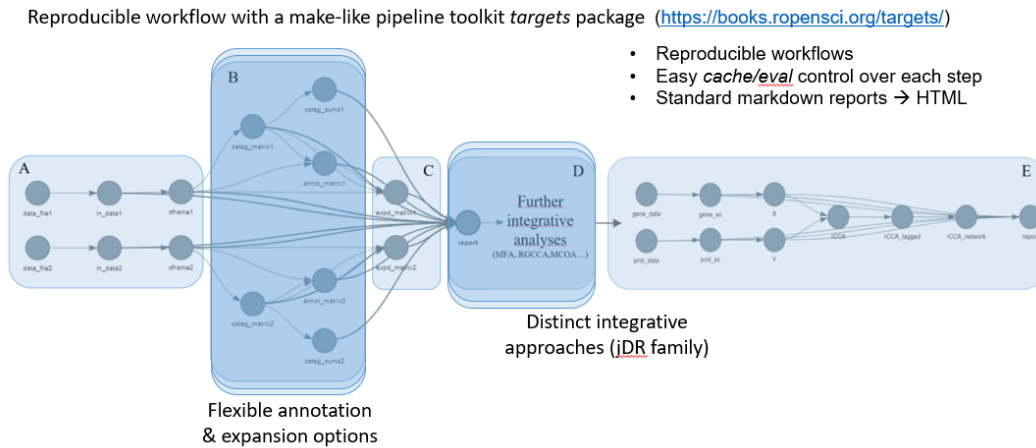 Reproducible workflow with a make-like pipeline toolkit targets package (https://books.ropensci.org/targets/)
• Reproducible workflows
• Easy cache/eval control over each step
• Standard markdown reports → HTML
A
data_file1
in_data1
dframe1
data_file2
in_data2
dframe2
B
categ_sums1
categ_matrix1
annot_matrix1
annot_matrix2
categ_matrix2
categ_sums2
C
expd_matrix1
expd_matrix2
report
D
Further
integrative
analyses
(MFA, RGCCA,MCOA...)
E
gene_data
gene_sc
X
prot_data
prot_sc
Y
rCCA
rCCA_tagged
rCCA_network
report
Flexible annotation
& expansion options
Distinct integrative
approaches (jDR family)